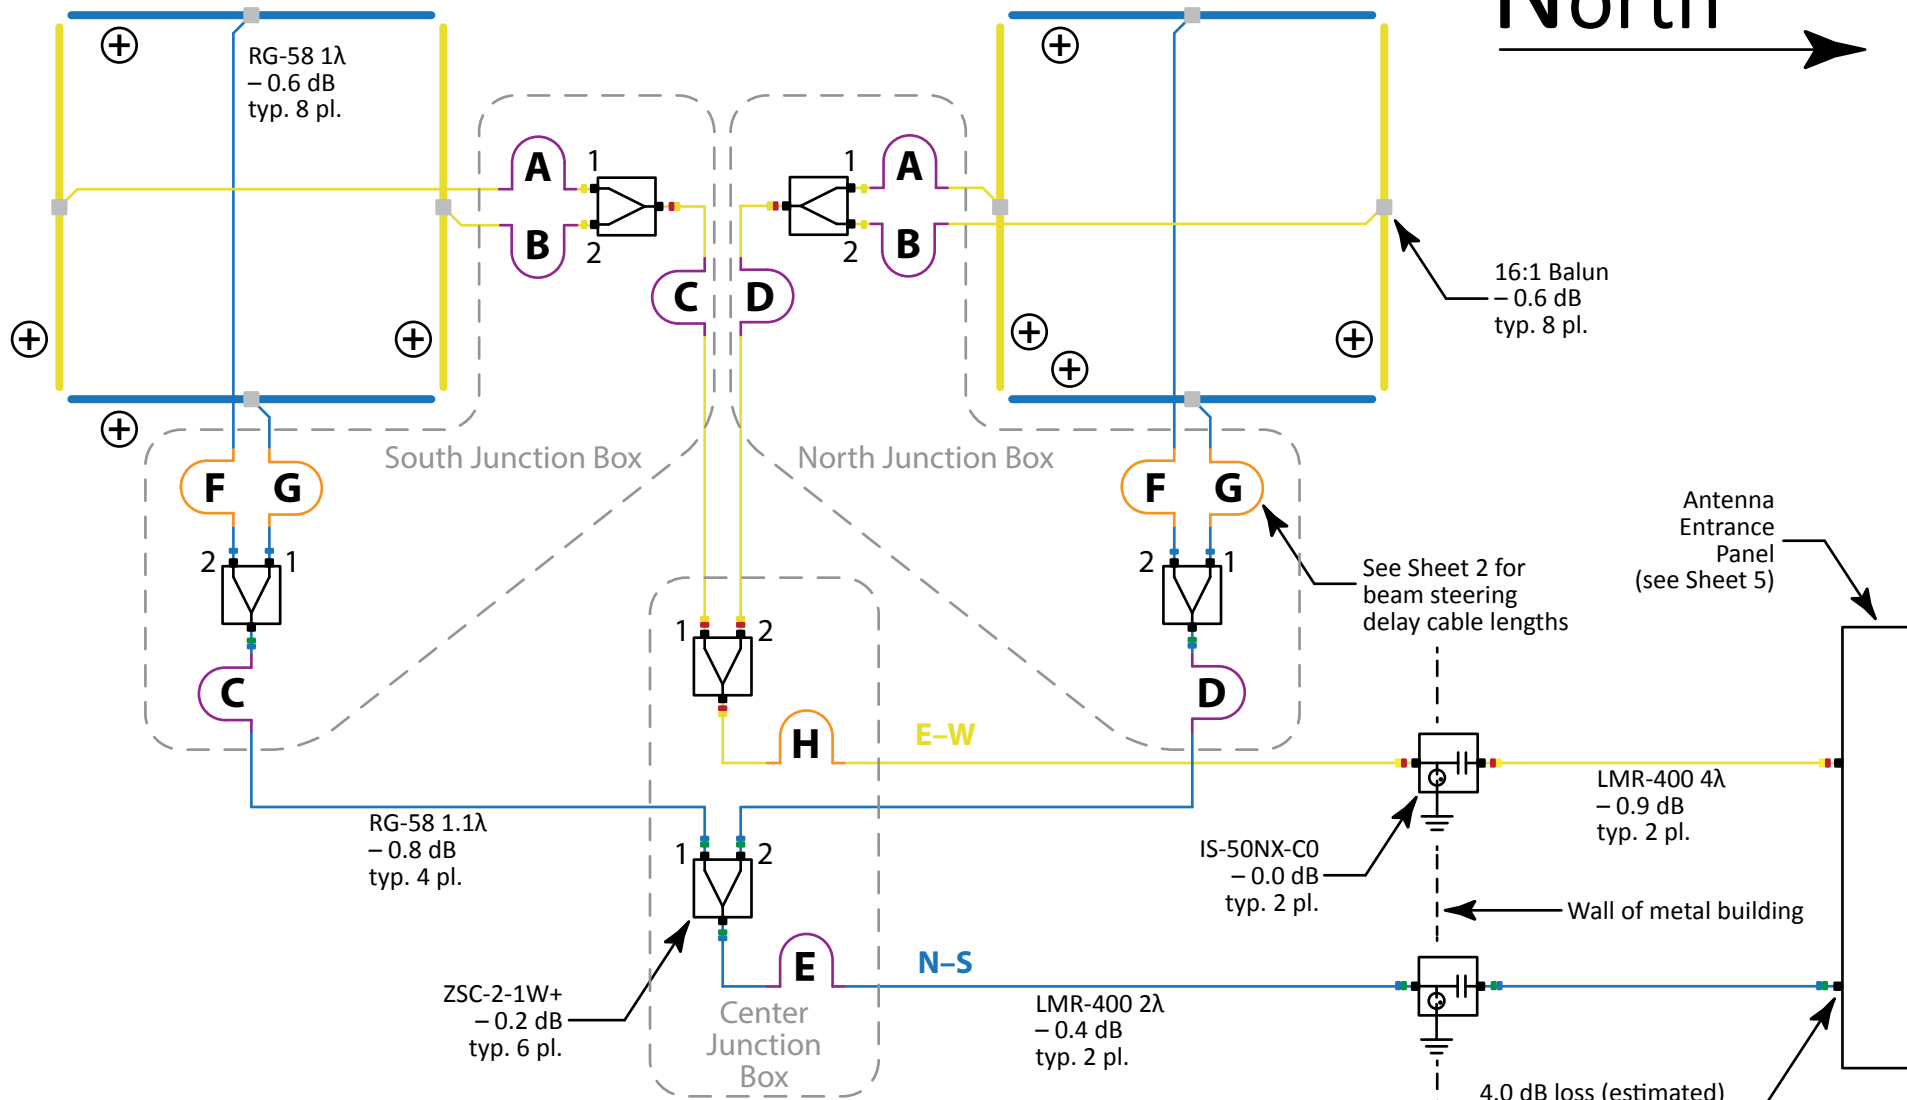 North
RG-58 1λ
– 0.6 dB
typ. 8 pl.
A
B
1
2
1
2
A
B
C
D
16:1 Balun
– 0.6 dB
typ. 8 pl.
South Junction Box
North Junction Box
F
G
2
1
F
G
2
1
See Sheet 2 for
beam steering
delay cable lengths
Antenna
Entrance
Panel
(see Sheet 5)
C
D
1
2
H
E–W
LMR-400 4λ
– 0.9 dB
typ. 2 pl.
RG-58 1.1λ
– 0.8 dB
typ. 4 pl.
1
2
IS-50NX-C0
– 0.0 dB
typ. 2 pl.
Wall of metal building
E
N–S
ZSC-2-1W+
– 0.2 dB
typ. 6 pl.
Center
Junction
Box
LMR-400 2λ
– 0.4 dB
typ. 2 pl.
4.0 dB loss (estimated)